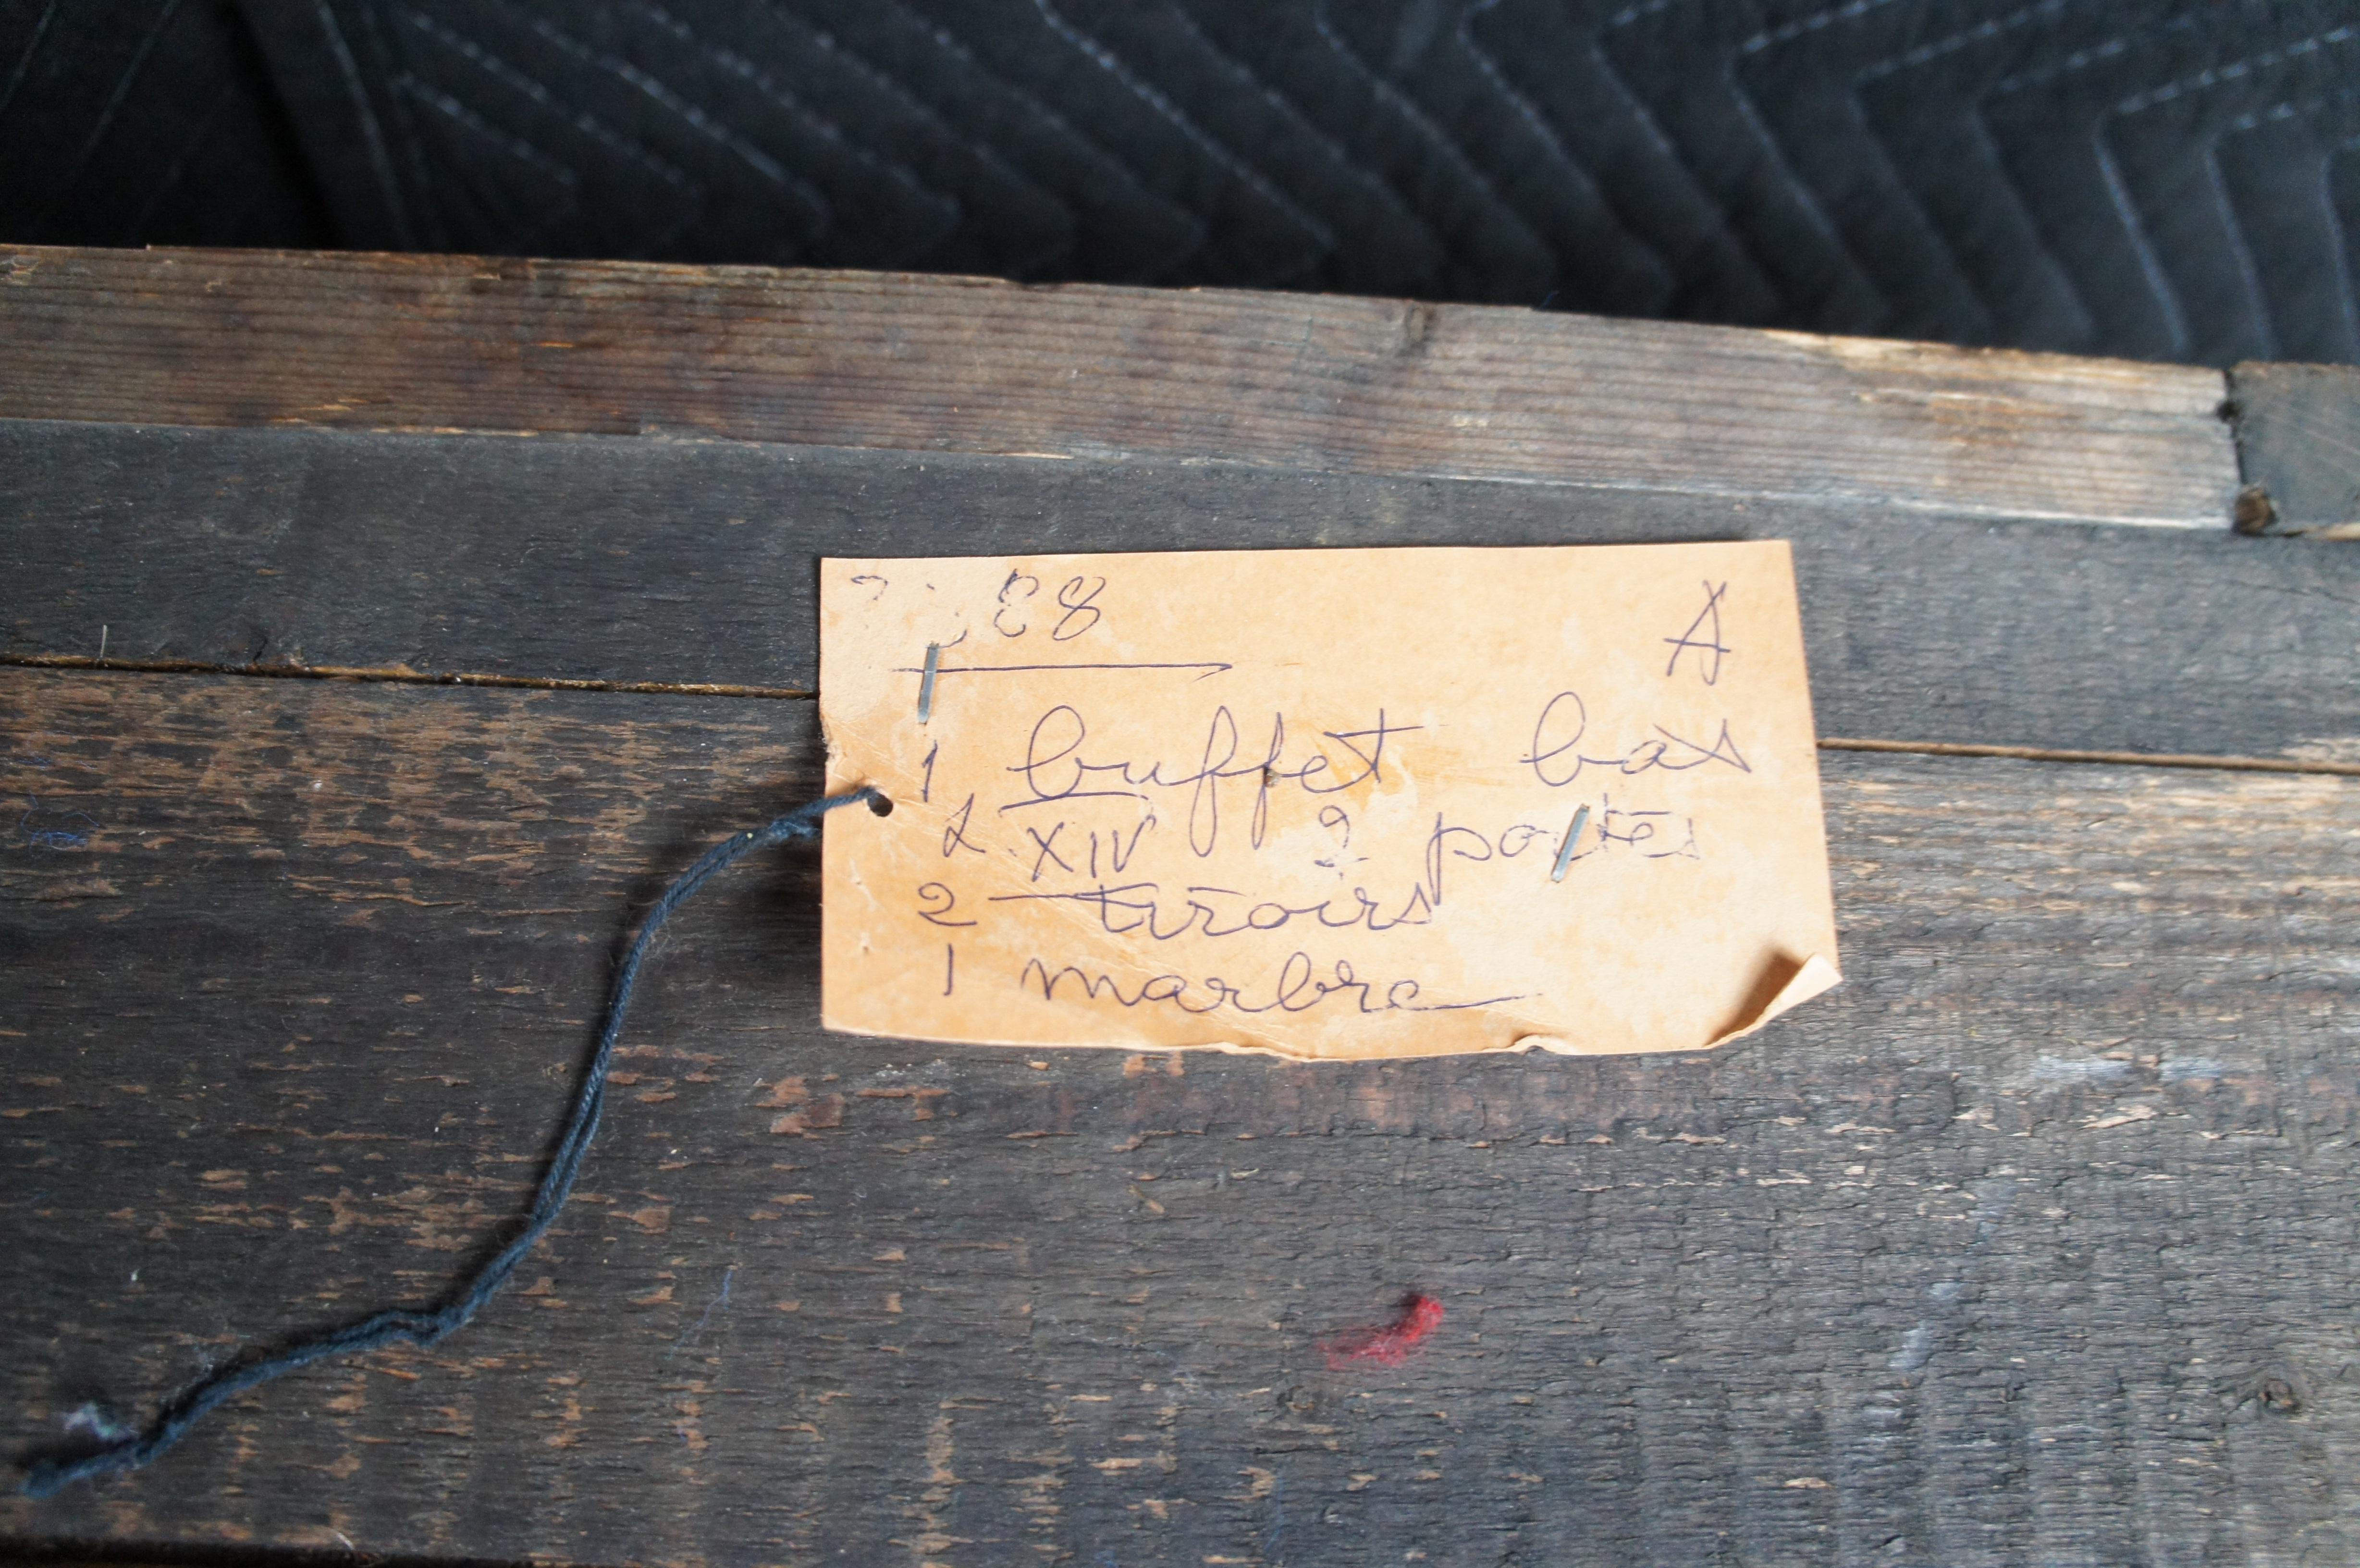 88 A
1 buffet bas
L XIV 2 portes
2 tiroirs
1 marbre